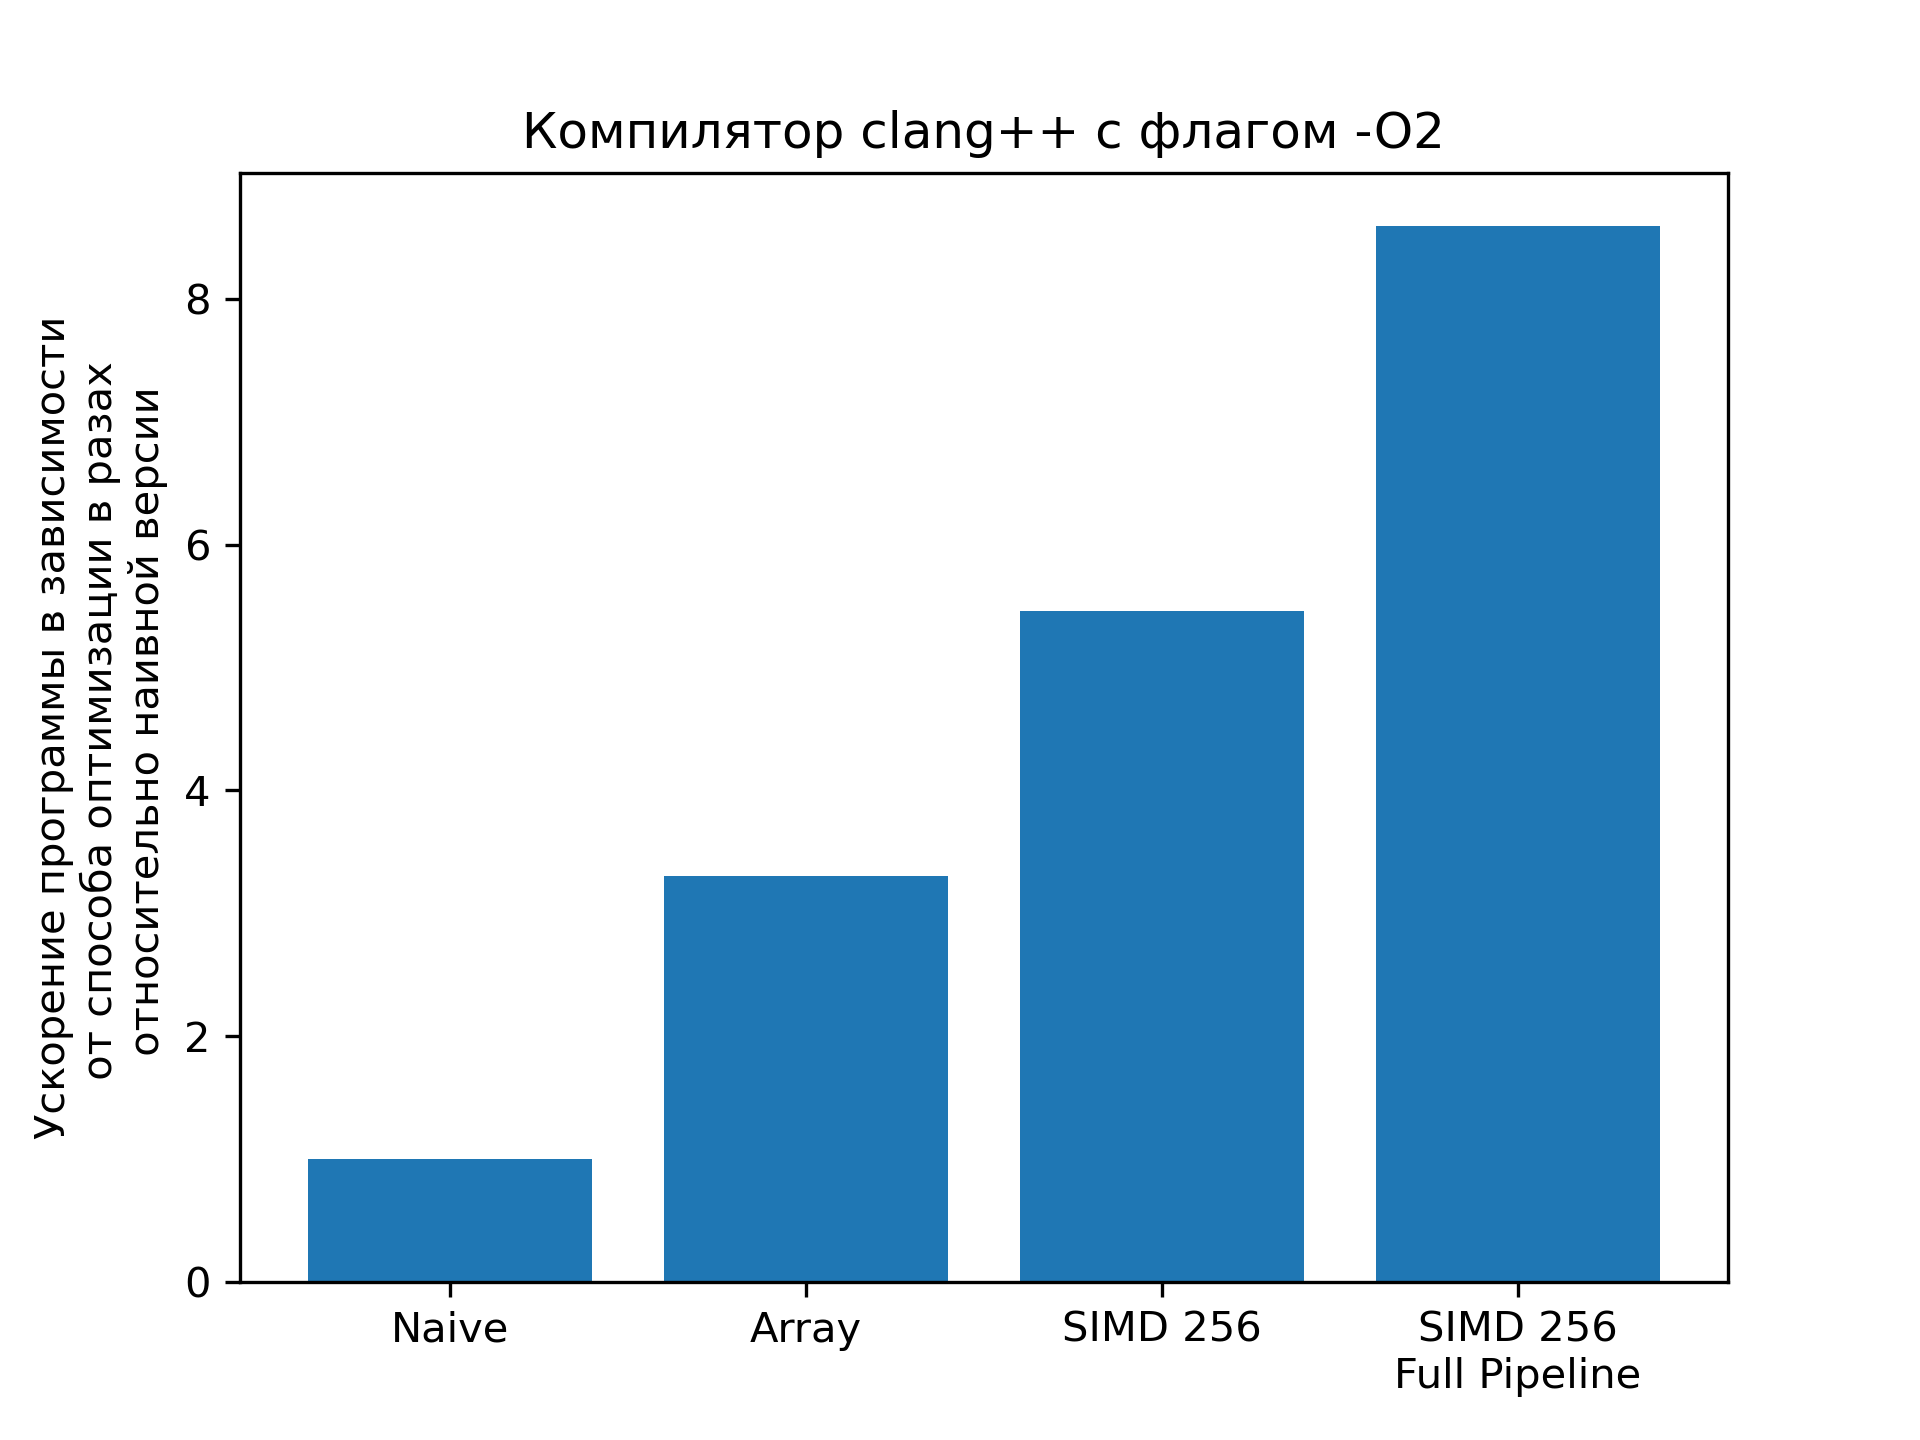 Компилятор clang++ с флагом -O2
Ускорение программы в зависимости
от способа оптимизации в разах
относительно наивной версии
8
6
4
2
0
Naive
Array
SIMD 256
SIMD 256
Full Pipeline